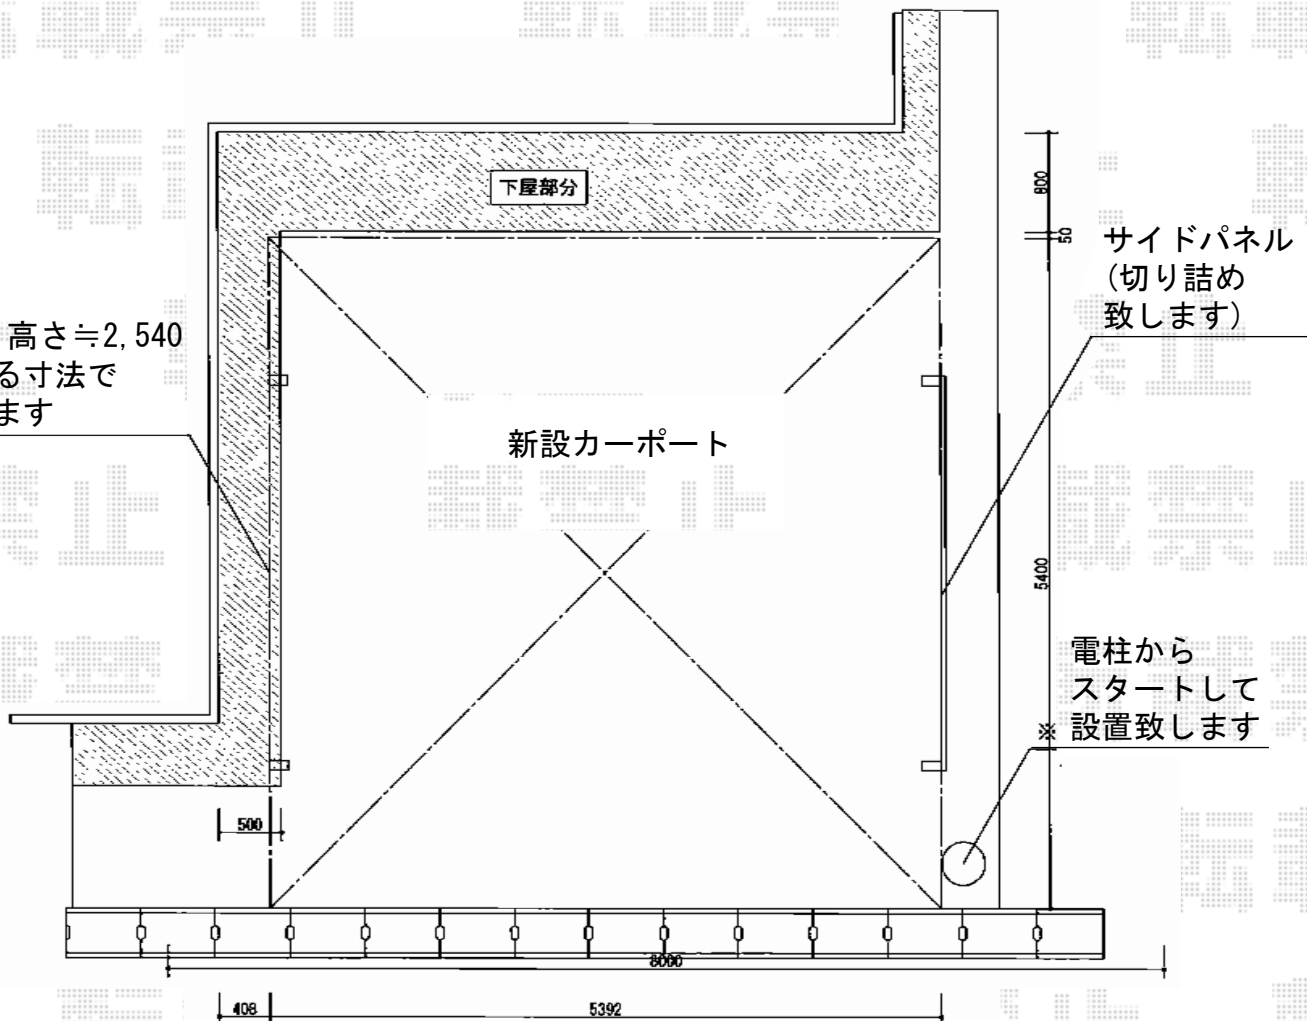 下屋部分
800
50
サイドパネル
(切り詰め
致します)
高さ≒2,540
る寸法で
ます
新設カーポート
5400
電柱から
スタートして
※ 設置致します
500
8000
408
5392